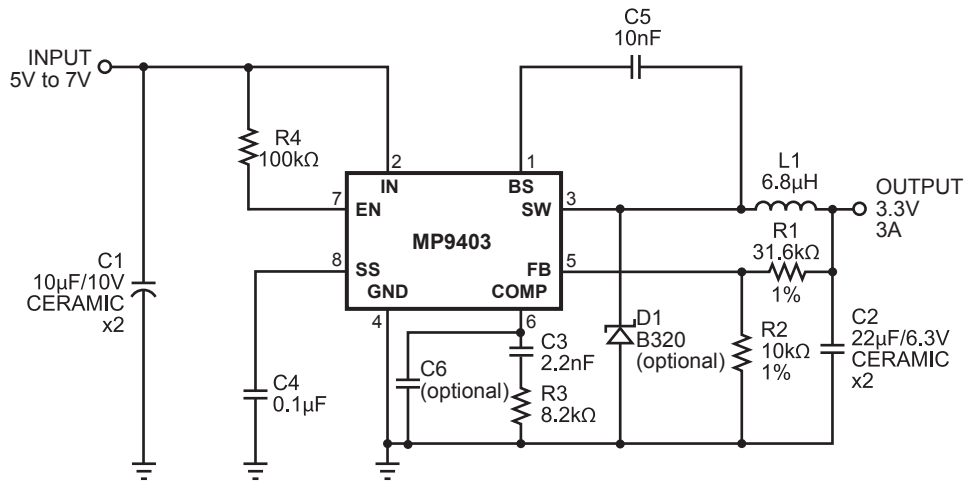 C5
10nF
INPUT
5V to 7V
R4
100kΩ
2
1
L1
6.8µH
IN
BS
7
EN
SW
3
OUTPUT
3.3V
3A
MP9403
R1
31.6kΩ
1%
8
SS
FB
5
GND
COMP
C1
10µF/10V
CERAMIC
x2
4
6
C3
2.2nF
D1
B320
(optional)
R2
10kΩ
1%
C2
22µF/6.3V
CERAMIC
x2
C4
0.1µF
C6
(optional)
R3
8.2kΩ